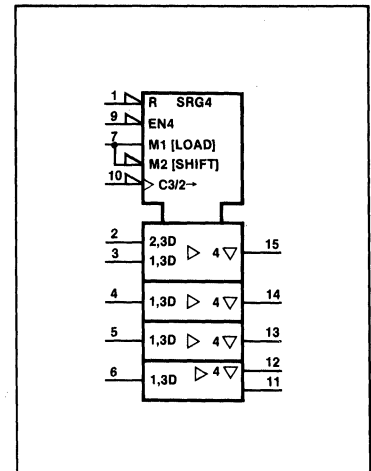 1 R SRG4
9 EN4
7 M1 [LOAD]
M2 [SHIFT]
10 C3/2→
2 2,3D 4 15
3 1,3D
4 1,3D 4 14
5 1,3D 4 13
6 1,3D 4 12
11